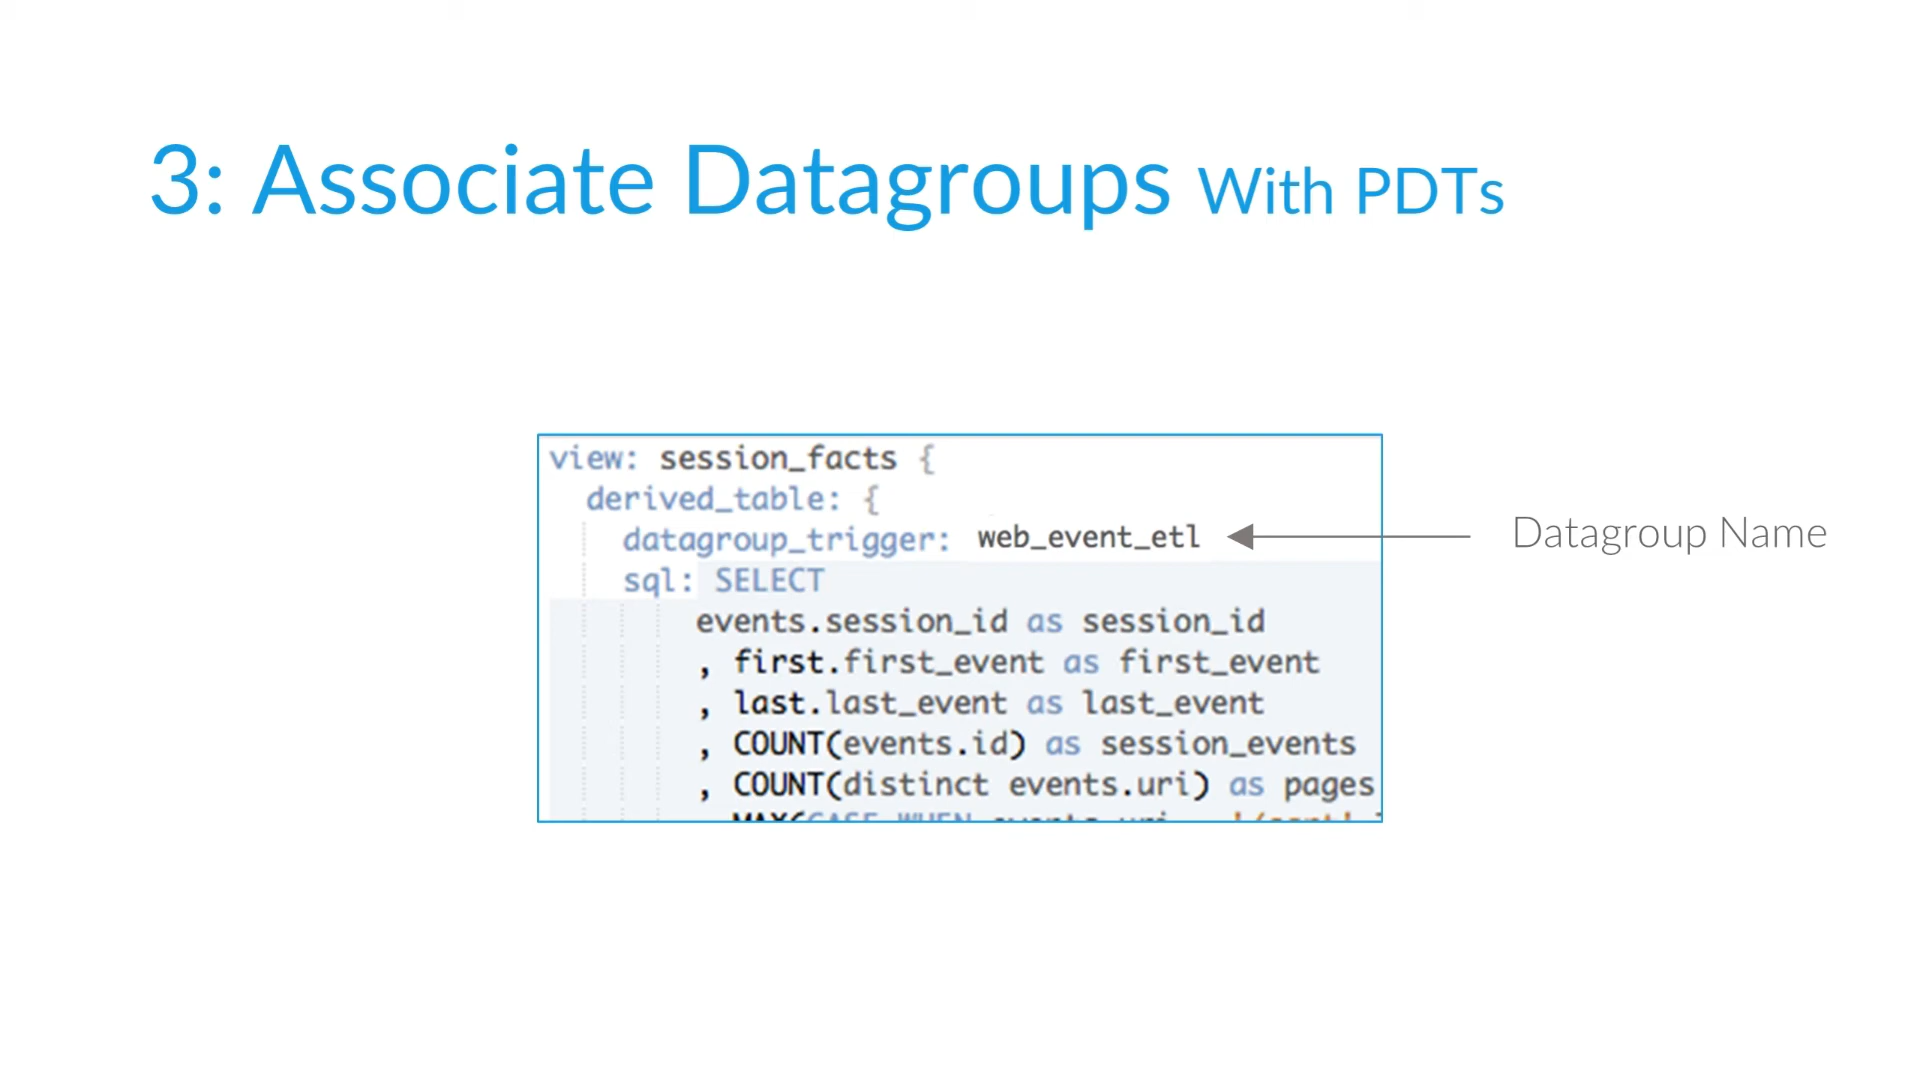 3: Associate Datagroups With PDTs
view: session_facts {
derived_table: {
datagroup_trigger: web_event_etl
Datagroup Name
sql: SELECT
events.session_id as session_id
, first.first_event as first_event
, last.last_event as last_event
, COUNT(events.id) as session_events
, COUNT(distinct events.uri) as pages